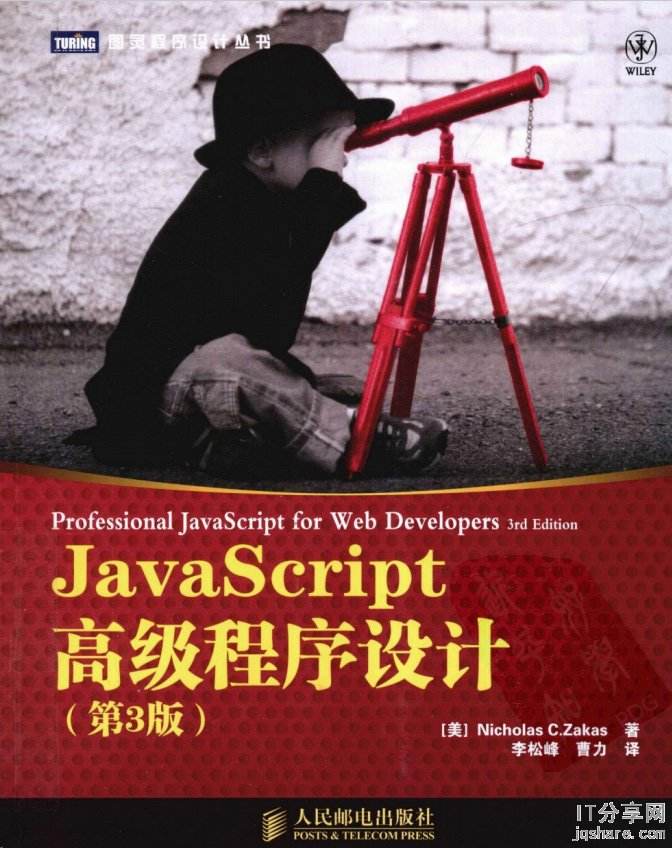 TURING 图灵程序设计丛书
WILEY
Professional JavaScript for Web Developers 3rd Edition
JavaScript
高级程序设计
（第3版）
[美] Nicholas C.Zakas 著
李松峰 曹力 译
人民邮电出版社
POSTS & TELECOM PRESS
IT分享网
jqshare.com